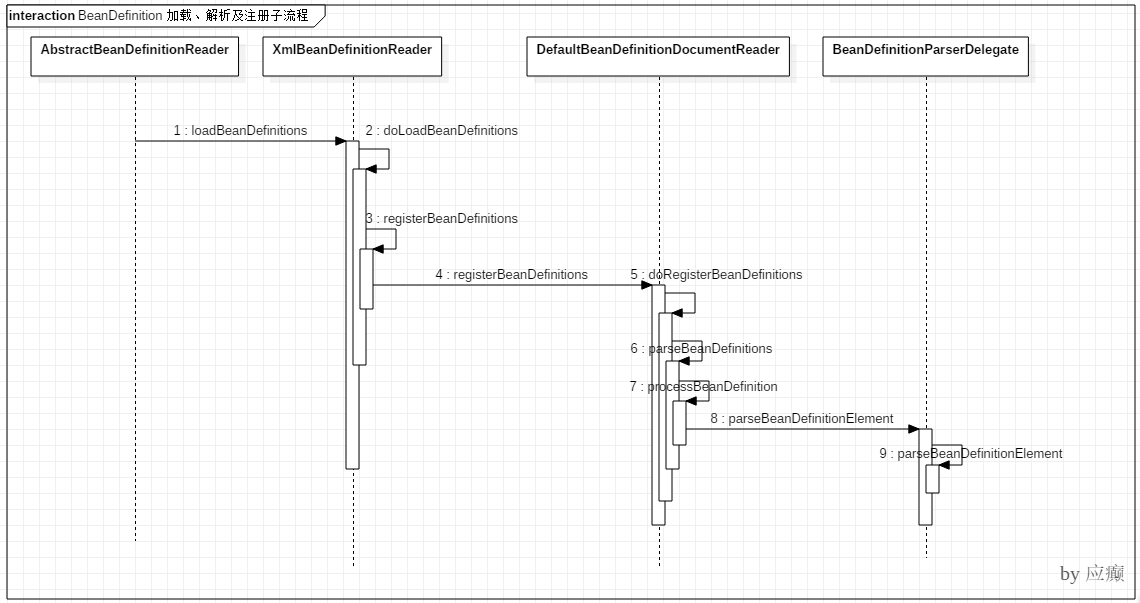 interaction BeanDefinition 加载、解析及注册子流程
AbstractBeanDefinitionReader
XmlBeanDefinitionReader
DefaultBeanDefinitionDocumentReader
BeanDefinitionParserDelegate
1 : loadBeanDefinitions
2 : doLoadBeanDefinitions
3 : registerBeanDefinitions
4 : registerBeanDefinitions
5 : doRegisterBeanDefinitions
6 : parseBeanDefinitions
7 : processBeanDefinition
8 : parseBeanDefinitionElement
9 : parseBeanDefinitionElement
by 应癫